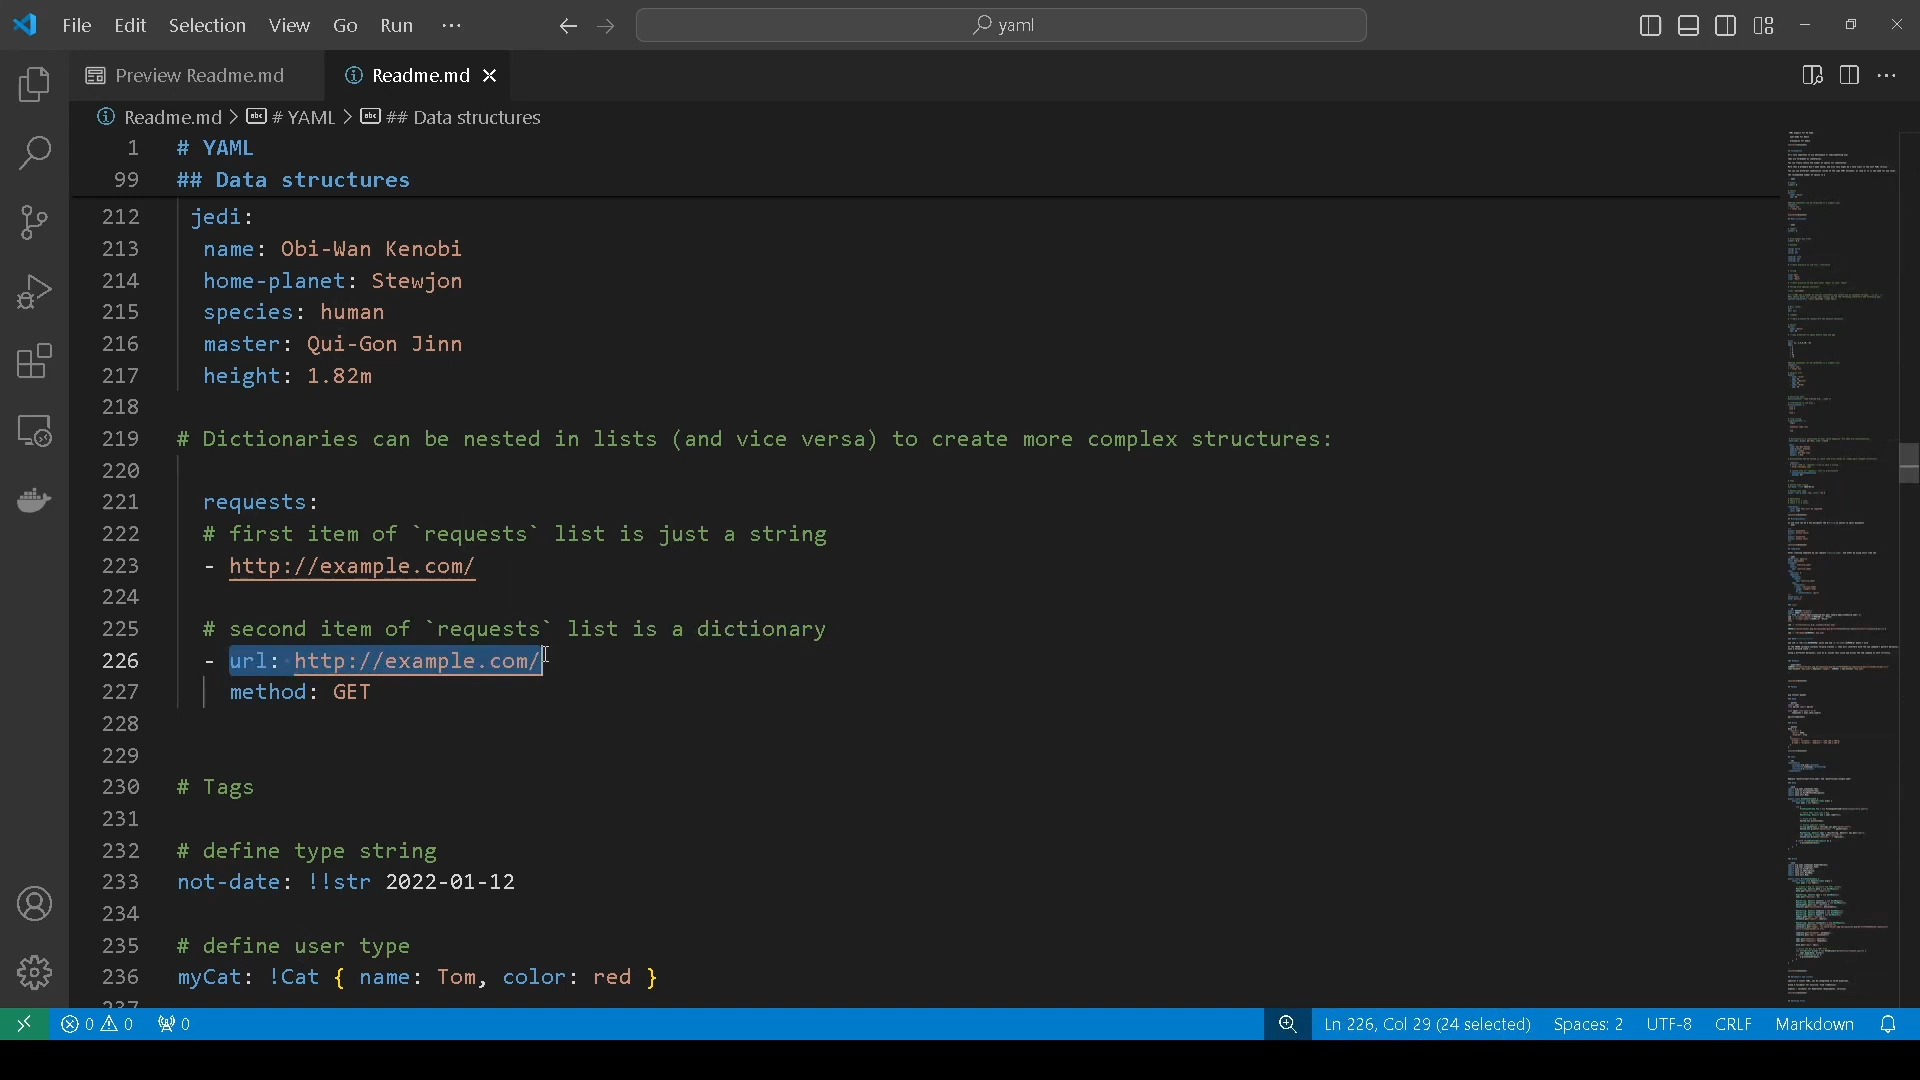 File Edit Selection View Go Run ··· yaml
Preview Readme.md Readme.md
Readme.md > # YAML > ## Data structures
1 # YAML
99 ## Data structures
212 jedi:
213 name: Obi-Wan Kenobi
214 home-planet: Stewjon
215 species: human
216 master: Qui-Gon Jinn
217 height: 1.82m
218
219 # Dictionaries can be nested in lists (and vice versa) to create more complex structures:
220
221 requests:
222 # first item of `requests` list is just a string
223 - http://example.com/
224
225 # second item of `requests` list is a dictionary
226 - url: http://example.com/
227 method: GET
228
229
230 # Tags
231
232 # define type string
233 not-date: !!str 2022-01-12
234
235 # define user type
236 myCat: !Cat { name: Tom, color: red }
237
0 0 0 Ln 226, Col 29 (24 selected) Spaces: 2 UTF-8 CRLF Markdown